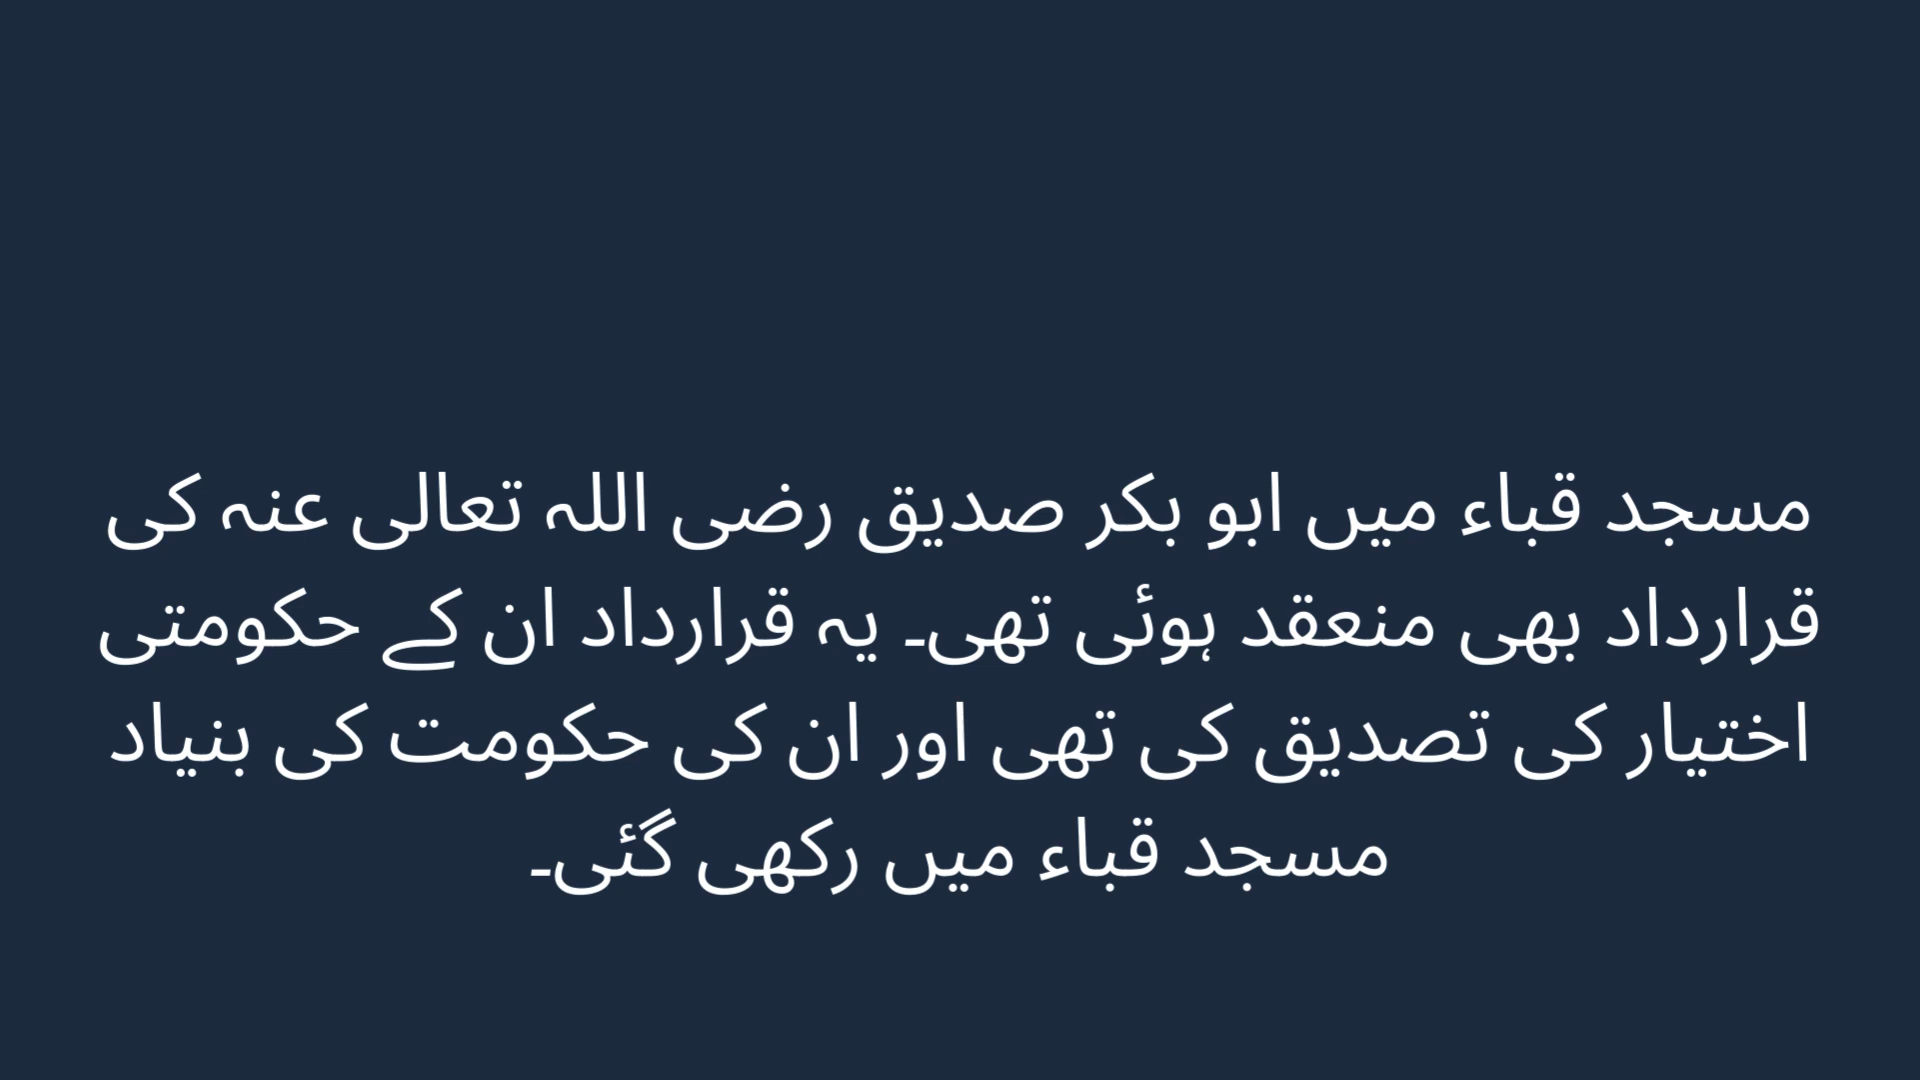 مسجد قباء میں ابو بکر صدیق رضی اللہ تعالی عنہ کی
قرارداد بھی منعقد ہوئی تھی۔ یہ قرارداد ان کے حکومتی
اختیار کی تصدیق کی تھی اور ان کی حکومت کی بنیاد
مسجد قباء میں رکھی گئی۔